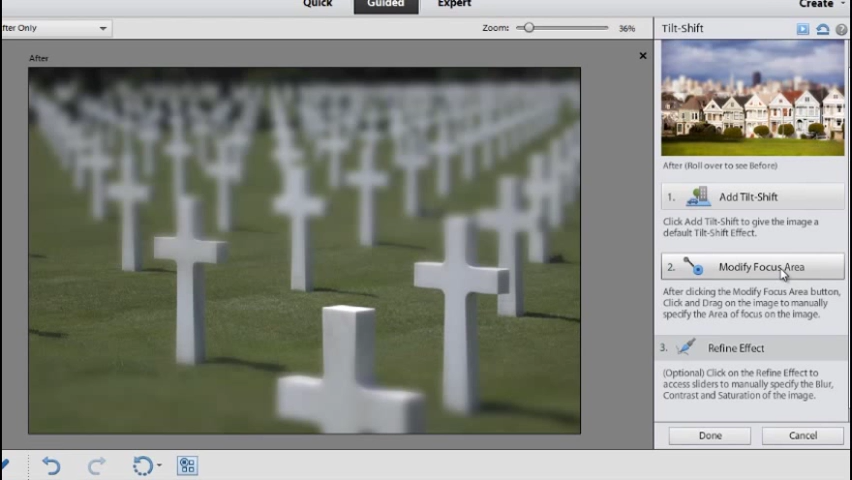 Quick Guided Expert Create
fter Only Zoom: 36% Tilt-Shift
After
After (Roll over to see Before)
1. Add Tilt-Shift
Click Add Tilt-Shift to give the image a
default Tilt-Shift Effect.
2. Modify Focus Area
After clicking the Modify Focus Area button,
Click and Drag on the image to manually
specify the Area of focus on the image.
3. Refine Effect
(Optional) Click on the Refine Effect to
access sliders to manually specify the Blur,
Contrast and Saturation of the image.
Done Cancel